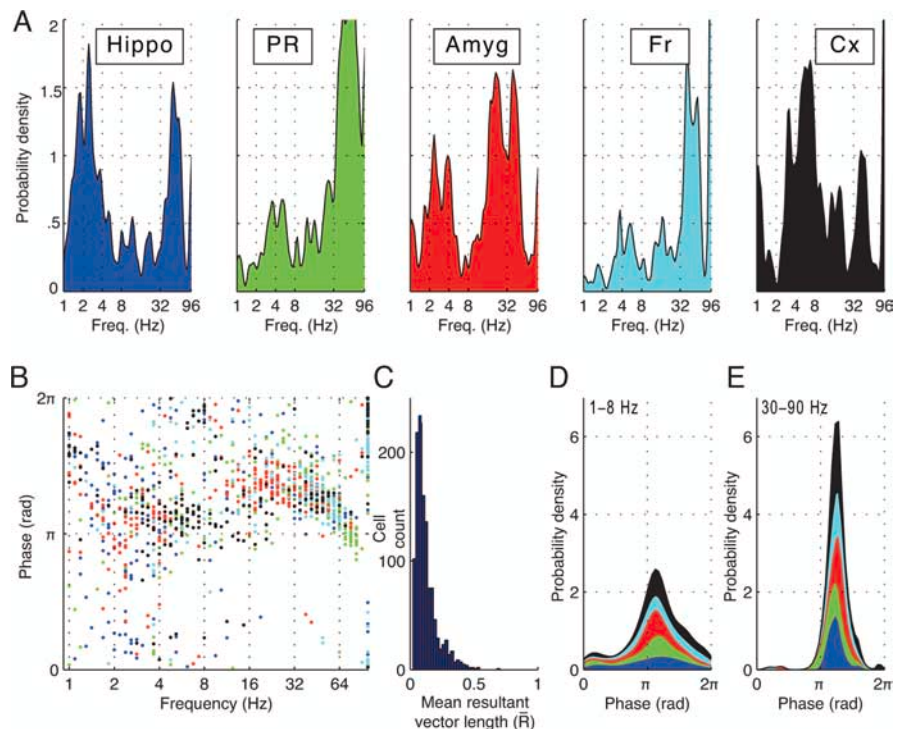 A
Hippo
PR
Amyg
Fr
Cx
Probability density
2
1.5
1
.5
0
1 2 4 8 32 96
Freq. (Hz)
1 2 4 8 32 96
Freq. (Hz)
1 2 4 8 32 96
Freq. (Hz)
1 2 4 8 32 96
Freq. (Hz)
1 2 4 8 32 96
Freq. (Hz)
B
Phase (rad)
2π
π
0
1 2 4 8 16 32 64
Frequency (Hz)
C
Cell
count
200
100
0
0 0.5 1
Mean resultant
vector length (R̅)
D
1–8 Hz
Probability density
6
4
2
0
0 π 2π
Phase (rad)
E
30–90 Hz
Probability density
6
4
2
0
0 π 2π
Phase (rad)